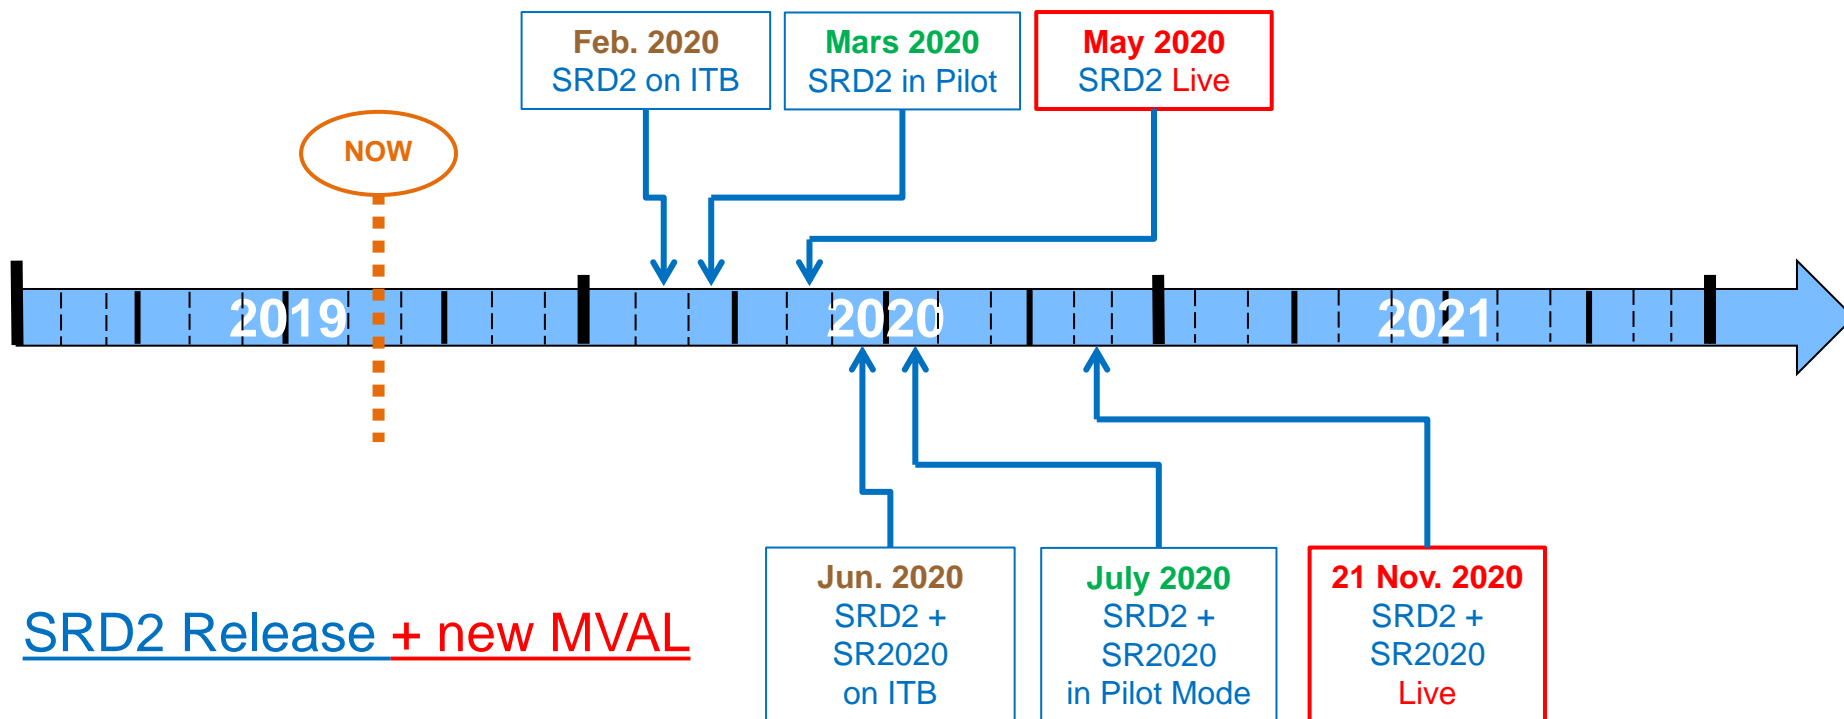 Feb. 2020
SRD2 on ITB
Mars 2020
SRD2 in Pilot
May 2020
SRD2 Live
NOW
2019
2020
2021
Jun. 2020
SRD2 +
SR2020
on ITB
July 2020
SRD2 +
SR2020
in Pilot Mode
21 Nov. 2020
SRD2 +
SR2020
Live
SRD2 Release + new MVAL